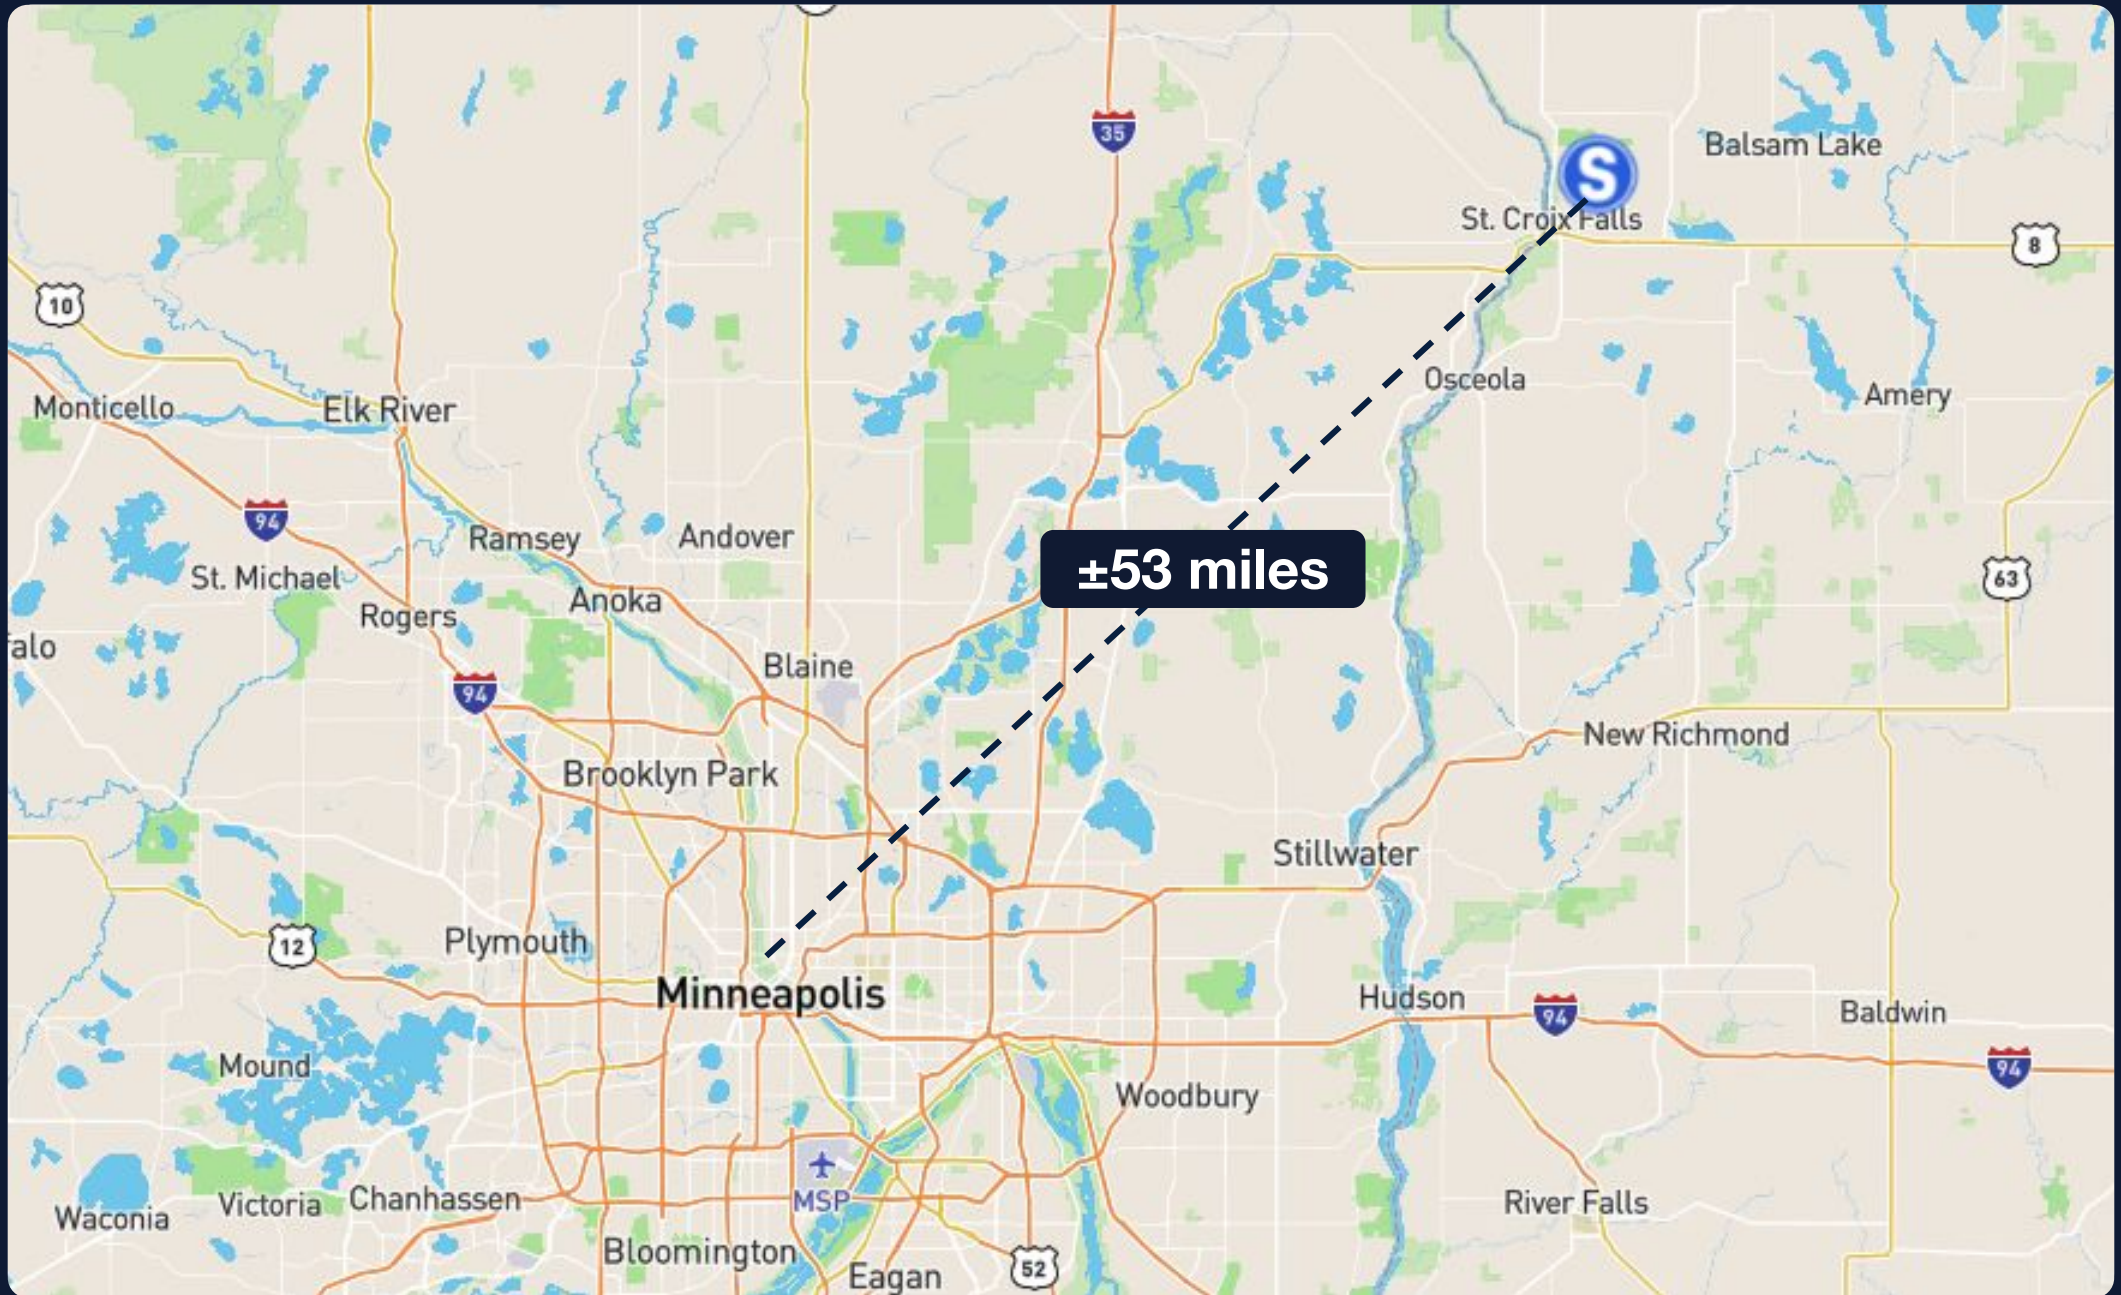 35
Balsam Lake
S
St. Croix Falls
8
10
Osceola
Amery
Monticello
Elk River
94
Ramsey
Andover
±53 miles
St. Michael
63
Anoka
Rogers
falo
Blaine
94
New Richmond
Brooklyn Park
Stillwater
12
Plymouth
Minneapolis
Hudson
94
Baldwin
Mound
94
Woodbury
Waconia
Victoria
Chanhassen
MSP
River Falls
Bloomington
Eagan
52